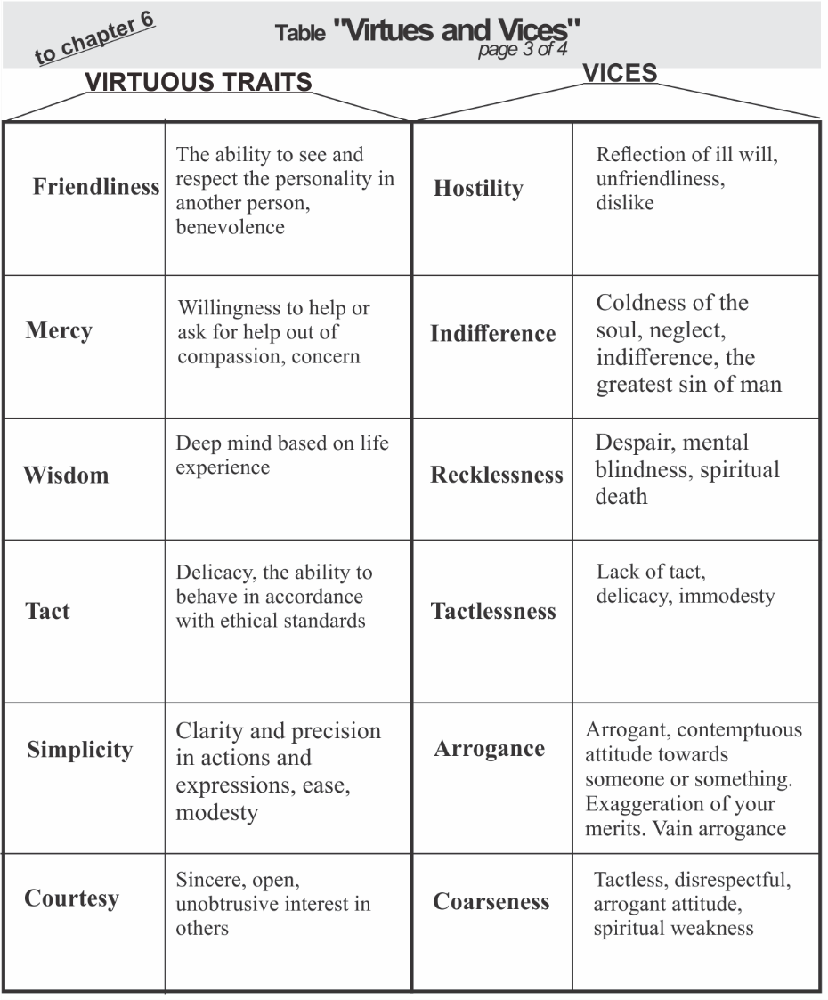 to chapter 6
Table "Virtues and Vices"
page 3 of 4
VIRTUOUS TRAITS
VICES
Friendliness
The ability to see and
respect the personality in
another person,
benevolence
Hostility
Reflection of ill will,
unfriendliness,
dislike
Mercy
Willingness to help or
ask for help out of
compassion, concern
Indifference
Coldness of the
soul, neglect,
indifference, the
greatest sin of man
Wisdom
Deep mind based on life
experience
Recklessness
Despair, mental
blindness, spiritual
death
Tact
Delicacy, the ability to
behave in accordance
with ethical standards
Tactlessness
Lack of tact,
delicacy, immodesty
Simplicity
Clarity and precision
in actions and
expressions, ease,
modesty
Arrogance
Arrogant, contemptuous
attitude towards
someone or something.
Exaggeration of your
merits. Vain arrogance
Courtesy
Sincere, open,
unobtrusive interest in
others
Coarseness
Tactless, disrespectful,
arrogant attitude,
spiritual weakness